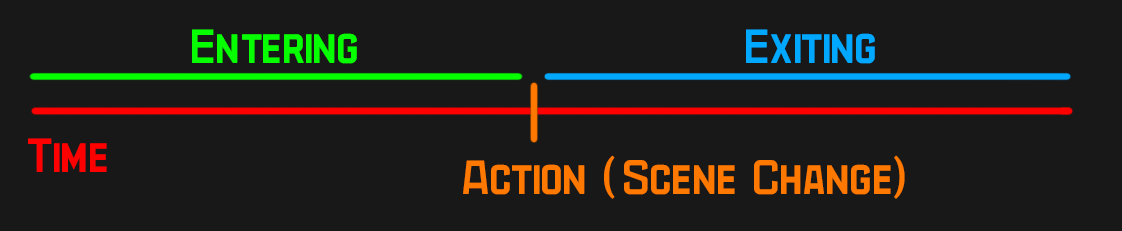 Entering
Exiting
Time
Action (Scene Change)